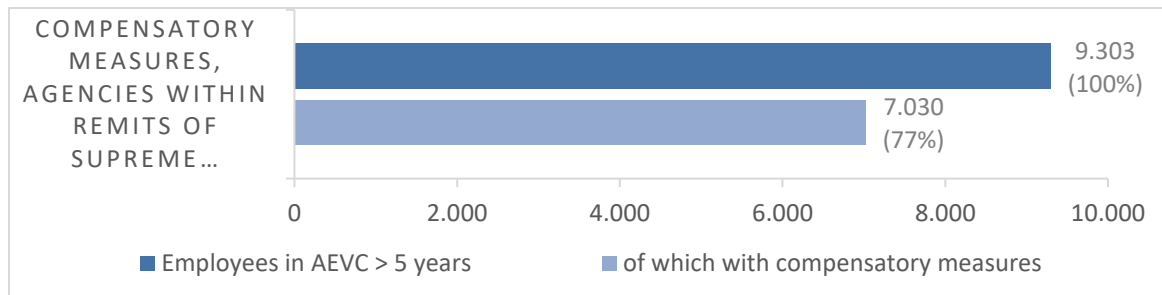 COMPENSATORY
MEASURES,
AGENCIES WITHIN
REMITS OF
SUPREME…
9.303
(100%)
7.030
(77%)
0 2.000 4.000 6.000 8.000 10.000
Employees in AEVC > 5 years of which with compensatory measures